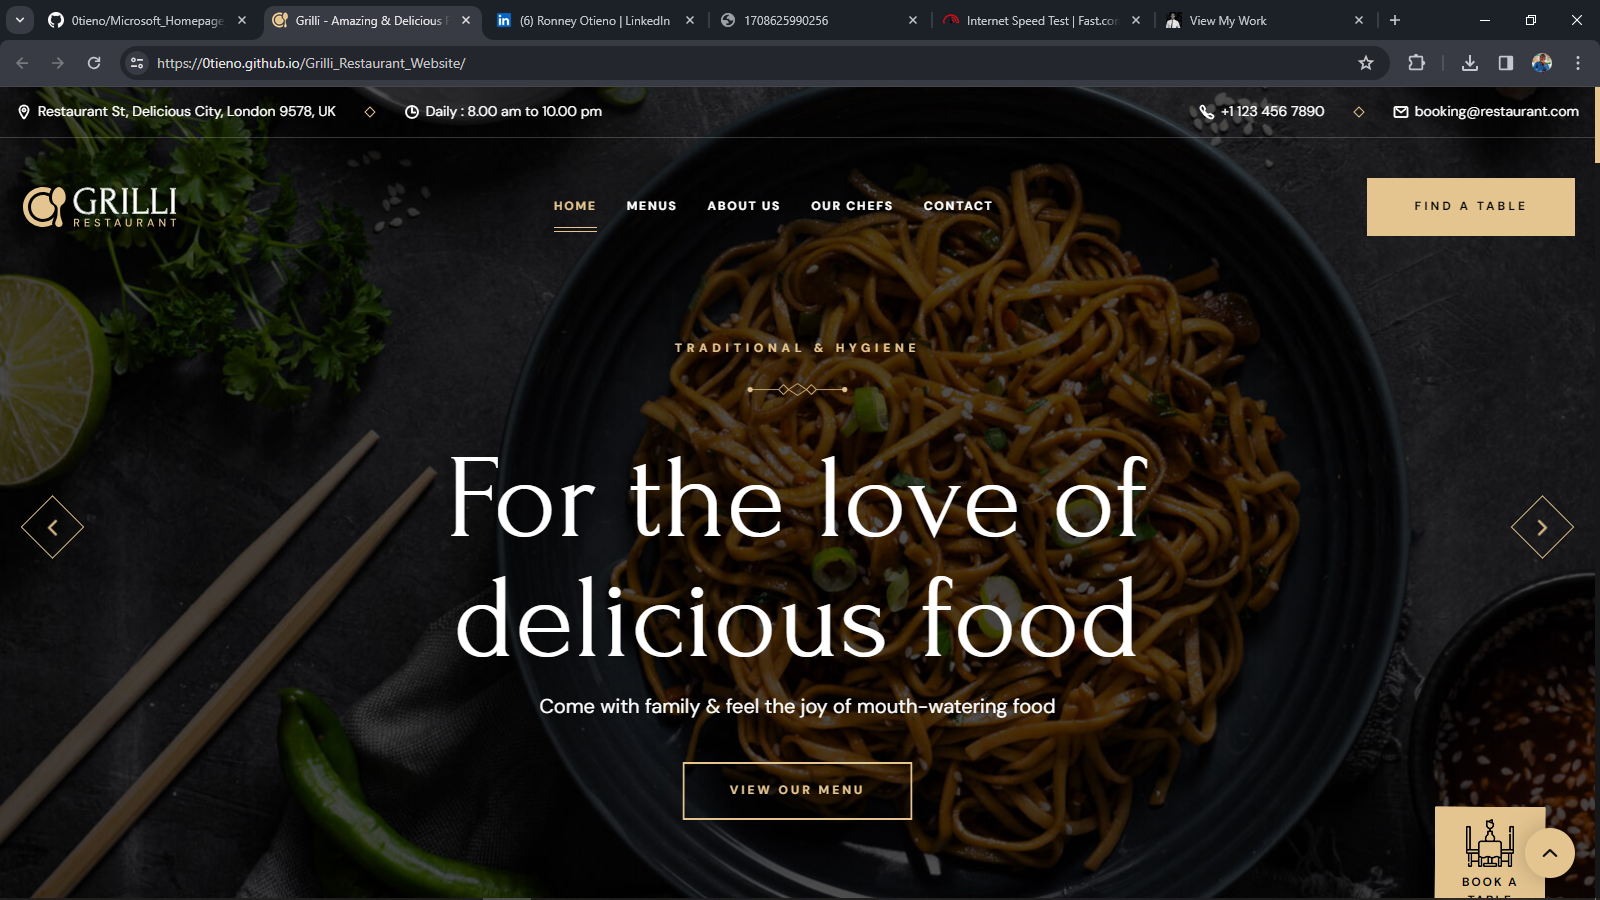 0tieno/Microsoft_Homepage
Grilli - Amazing & Delicious F
(6) Ronney Otieno | LinkedIn
1708625990256
Internet Speed Test | Fast.co
View My Work
https://0tieno.github.io/Grilli_Restaurant_Website/
Restaurant St, Delicious City, London 9578, UK
Daily : 8.00 am to 10.00 pm
+1 123 456 7890
booking@restaurant.com
GRILLI
RESTAURANT
HOME
MENUS
ABOUT US
OUR CHEFS
CONTACT
FIND A TABLE
TRADITIONAL & HYGIENE
For the love of
delicious food
Come with family & feel the joy of mouth-watering food
VIEW OUR MENU
BOOK A
TABLE